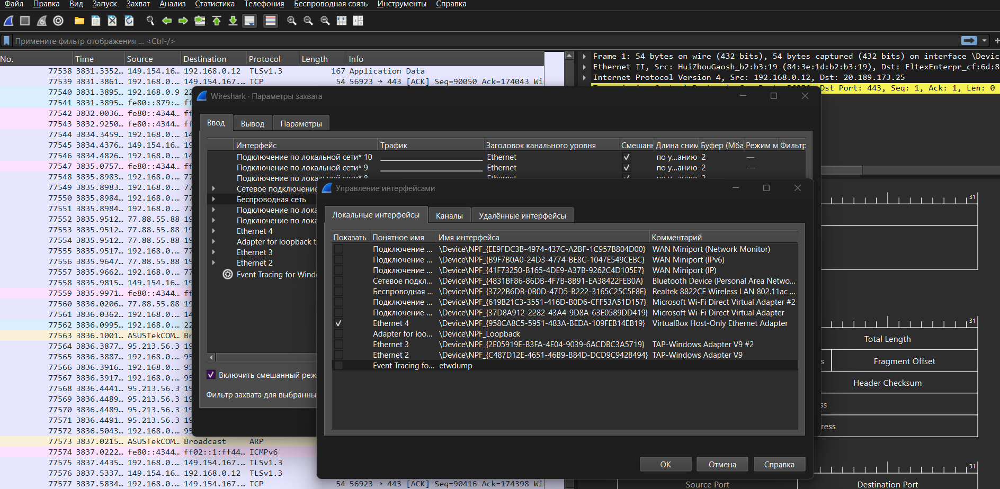 Файл Правка Вид Запуск Захват Анализ Статистика Телефония Беспроводная связь Инструменты Справка
Примените фильтр отображения ... <Ctrl-/>
No. Time Source Destination Protocol Length Info
77538 3831.3352… 149.154.16… 192.168.0.12 TLSv1.3 167 Application Data
77539 3831.3861… 192.168.0.… 149.154.167.… TCP 54 56923 → 443 [ACK] Seq=90050 Ack=174043 Wi
77540 3831.3895… 192.168.0.9 22
77541 3831.3895… fe80::879:… ff
77542 3832.0036… fe80::4344… ff
77543 3832.9250… fe80::4344… ff
77544 3834.3459… 192.168.0.… 14
77545 3834.4376… 149.154.16… 19
77546 3834.4826… 192.168.0.… 14
77547 3835.0757… fe80::4344… ff
77548 3835.8983… 192.168.0.… 77
77549 3835.8983… 192.168.0.… 77
77550 3835.8984… 192.168.0.… 77
77551 3835.8984… 192.168.0.… 77
77552 3835.9512… 77.88.55.88 19
77553 3835.9512… 77.88.55.88 19
77554 3835.9512… 77.88.55.88 19
77555 3835.9517… 192.168.0.… 77
77556 3835.9647… 77.88.55.88 19
77557 3835.9662… 192.168.0.… 77
77558 3835.9815… 149.154.16… 19
77559 3835.9971… fe80::4344… ff
77560 3836.0206… 77.88.55.88 19
77561 3836.0362… 192.168.0.… 14
77562 3836.0995… 192.168.0.… 22
77563 3836.1001… ASUSTekCOM… Br
77564 3836.3877… 192.168.0.… 95
77565 3836.3887… 192.168.0.… 95
77566 3836.3916… 192.168.0.… 95
77567 3836.3917… 192.168.0.… 95
77568 3836.4441… 95.213.56.3 19
77569 3836.4489… 95.213.56.3 19
77570 3836.4489… 95.213.56.3 19
77571 3836.4491… 95.213.56.3 19
77572 3836.5043… 192.168.0.… 95
77573 3837.0215… ASUSTekCOM… Broadcast ARP
77574 3837.0222… fe80::4344… ff02::1:ff44… ICMPv6
77575 3837.4435… 192.168.0.… 149.154.167.… TLSv1.3
77576 3837.5337… 149.154.16… 192.168.0.12 TLSv1.3
77577 3837.5834… 192.168.0.… 149.154.167.… TCP 54 56923 → 443 [ACK] Seq=90416 Ack=174398 Wi
Frame 1: 54 bytes on wire (432 bits), 54 bytes captured (432 bits) on interface \Devic
Ethernet II, Src: HuiZhouGaosh_b2:b3:19 (84:3e:1d:b2:b3:19), Dst: EltexEnterpr_cf:6d:8
Internet Protocol Version 4, Src: 192.168.0.12, Dst: 20.189.173.25
Dst Port: 443, Seq: 1, Ack: 1, Len: 0
Wireshark · Параметры захвата
Ввод Вывод Параметры
Интерфейс Трафик Заголовок канального уровня Смешанн Длина сним Буфер (Мба Режим м Фильтр
Подключение по локальной сети* 10 Ethernet по у...анию 2 —
Подключение по локальной сети* 9 Ethernet по у...анию 2 —
Подключение по локальной сети* 8 Ethernet по у...анию 2
Сетевое подключение
Беспроводная сеть
Подключение по лока
Подключение по лока
Ethernet 4
Adapter for loopback t
Ethernet 3
Ethernet 2
Event Tracing for Windo
Включить смешанный реж
Фильтр захвата для выбранны
Управление интерфейсами
Локальные интерфейсы Каналы Удалённые интерфейсы
Показать Понятное имя Имя интерфейса Комментарий
Подключение ... \Device\NPF_{EE9FDC3B-4974-437C-A2BF-1C957B804D00} WAN Miniport (Network Monitor)
Подключение ... \Device\NPF_{B9F7B0A0-24D3-4774-BE8C-1047E549CEBC} WAN Miniport (IPv6)
Подключение ... \Device\NPF_{41F73250-B165-4DE9-A37B-9262C4D105E7} WAN Miniport (IP)
Сетевое подкл... \Device\NPF_{4831BF86-86DB-4F7B-8B91-EA38422FEB0A} Bluetooth Device (Personal Area Netwo...
Беспроводная ... \Device\NPF_{3722B6DB-0B0D-47D5-B222-3165C25C5E8E} Realtek 8822CE Wireless LAN 802.11ac ...
Подключение ... \Device\NPF_{619B21C3-3551-416D-B0D6-CFF53A51D157} Microsoft Wi-Fi Direct Virtual Adapter #2
Подключение ... \Device\NPF_{37D8A912-2282-43A4-9D8A-63E0589DD419} Microsoft Wi-Fi Direct Virtual Adapter
Ethernet 4 \Device\NPF_{958CA8C5-5951-483A-BEDA-109FEB14EB19} VirtualBox Host-Only Ethernet Adapter
Adapter for loo... \Device\NPF_Loopback
Ethernet 3 \Device\NPF_{2E05919E-B3FA-4E04-9039-6ACDBC3A5719} TAP-Windows Adapter V9 #2
Ethernet 2 \Device\NPF_{C487D12E-4651-46B9-B84D-DCD9C9428494} TAP-Windows Adapter V9
Event Tracing fo... etwdump
OK Отмена Справка
31
31
Total Length
s Fragment Offset
Header Checksum
ss
ress
31
Source Port Destination Port